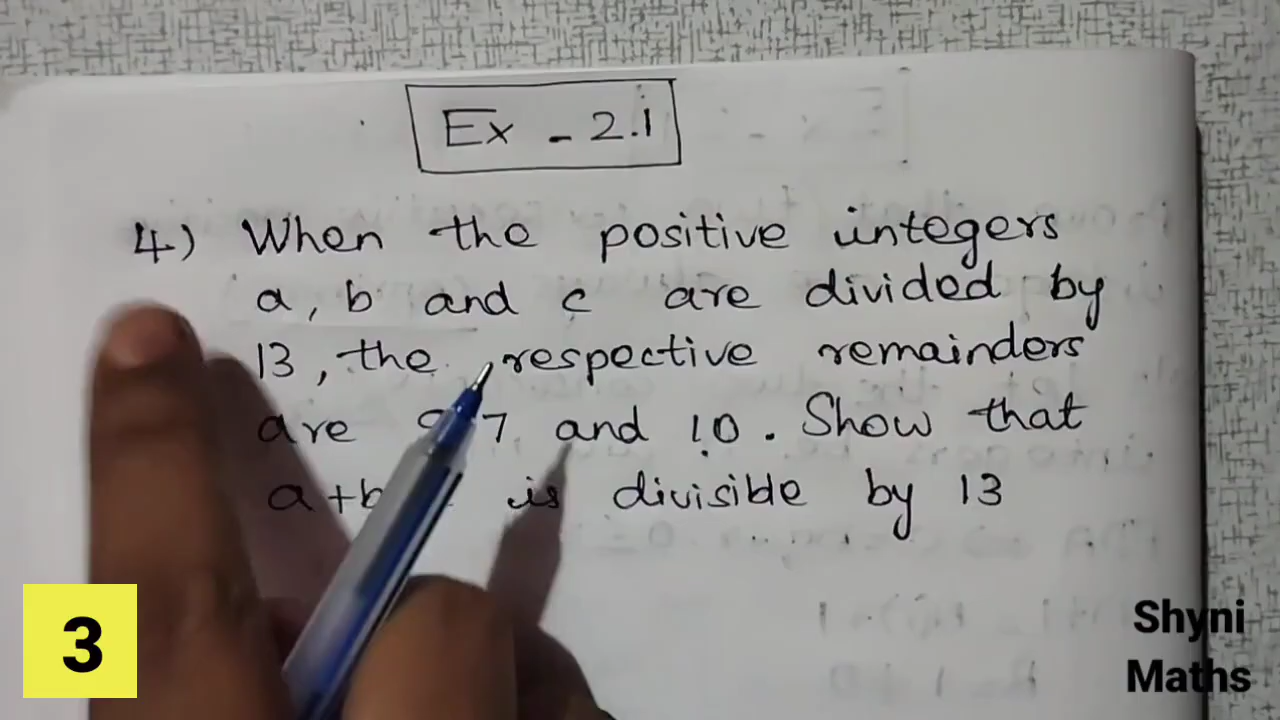 Ex - 2.1
4) When the positive integers
a, b and c are divided by
13, the respective remainders
are 7 and 10. Show that
a+b is divisible by 13
3
Shyni
Maths